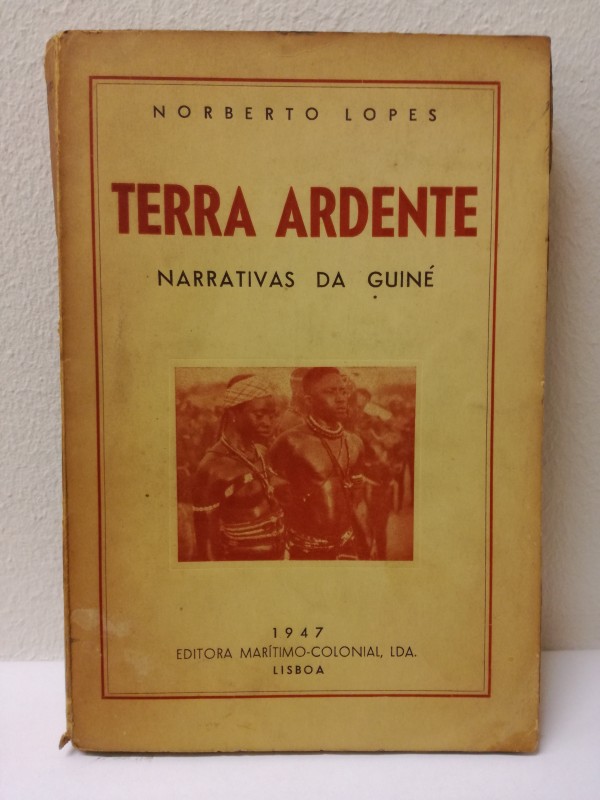 NORBERTO LOPES
TERRA ARDENTE
NARRATIVAS DA GUINÉ
1947
EDITORA MARÍTIMO-COLONIAL, LDA.
LISBOA